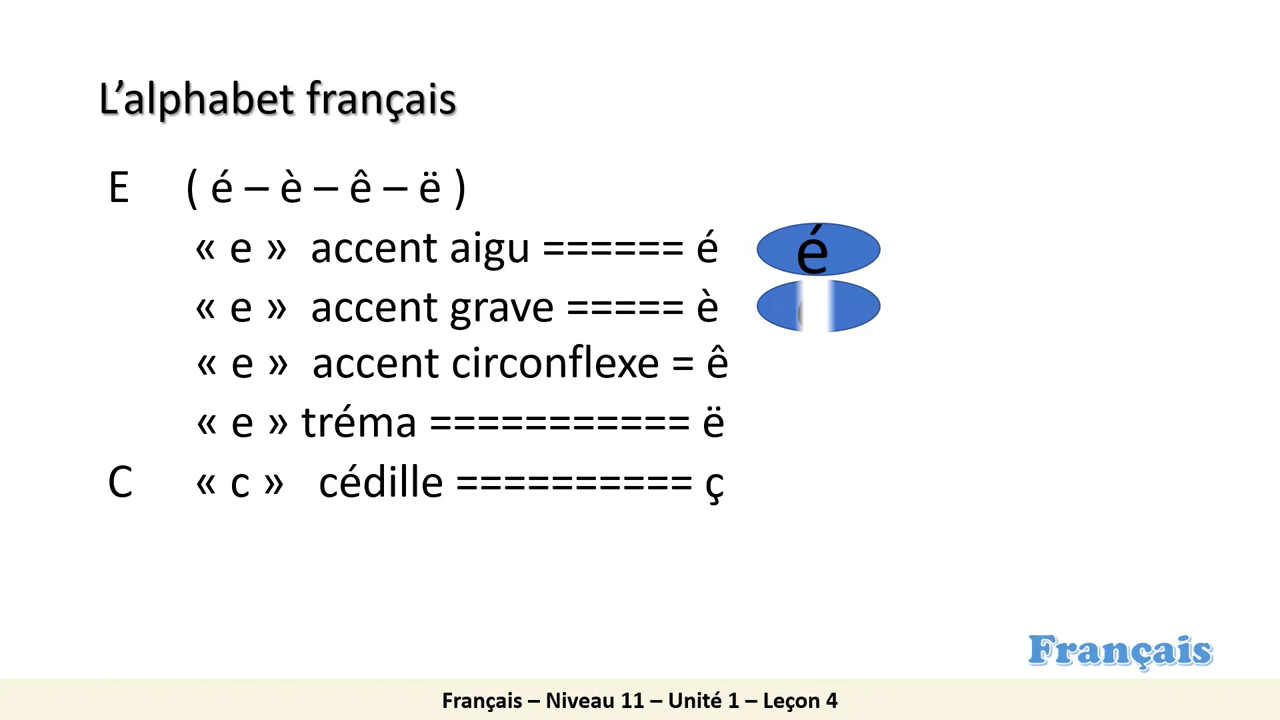 L’alphabet français
E ( é – è – ê – ë )
« e » accent aigu ====== é é
« e » accent grave ===== è
« e » accent circonflexe = ê
« e » tréma =========== ë
C « c » cédille ========== ç
Français
Français – Niveau 11 – Unité 1 – Leçon 4